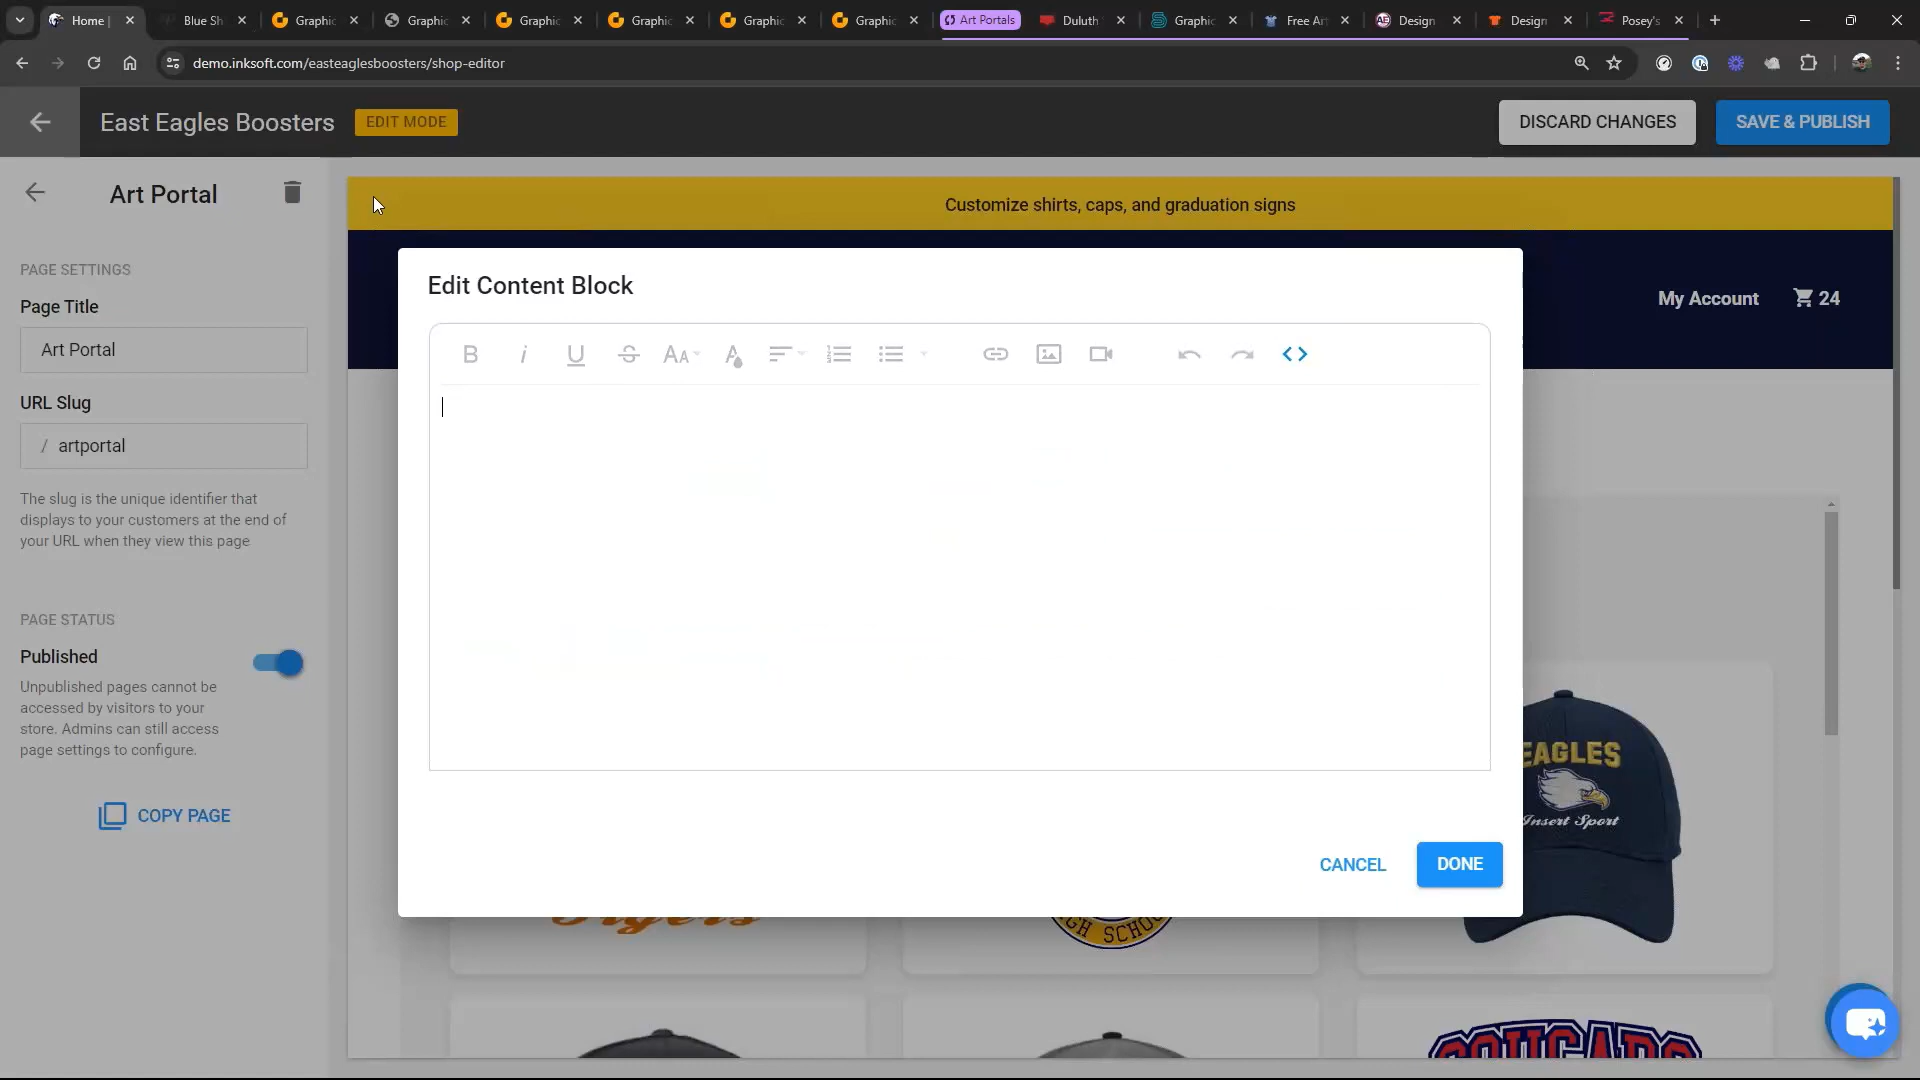 Home |
Blue Sh
Graphic
Graphic
Graphic
Graphic
Graphic
Graphic
Art Portals
Duluth
Graphic
Free Ar
Design
Design
Posey's
demo.inksoft.com/easteaglesboosters/shop-editor
East Eagles Boosters
EDIT MODE
DISCARD CHANGES
SAVE & PUBLISH
Art Portal
Customize shirts, caps, and graduation signs
My Account
24
PAGE SETTINGS
Page Title
Art Portal
URL Slug
/ artportal
The slug is the unique identifier that
displays to your customers at the end of
your URL when they view this page
PAGE STATUS
Published
Unpublished pages cannot be
accessed by visitors to your
store. Admins can still access
page settings to configure.
COPY PAGE
Edit Content Block
CANCEL
DONE
EAGLES
Insert Sport
Tigers
HIGH SCHOOL
COUGARS